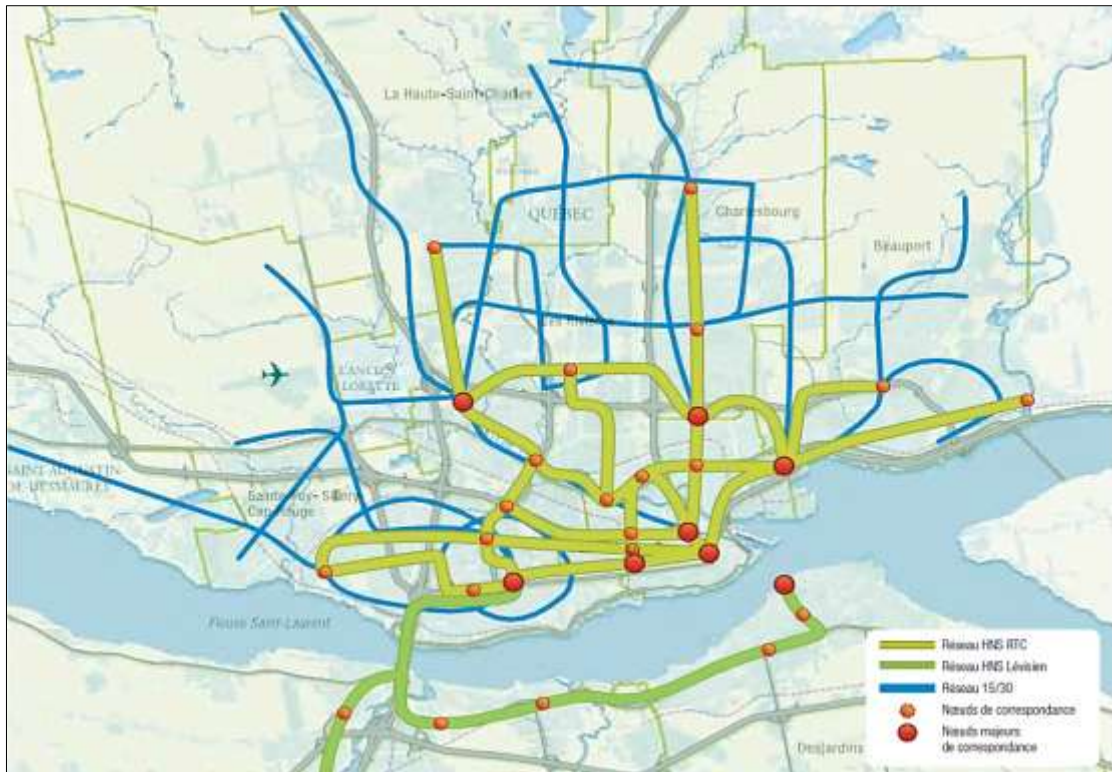 La Haute-Saint-Charles
QUÉBEC
Charlesbourg
Beauport
Les Rivières
L'ANCIENNE
LORETTE
SAINT-AUGUSTIN
Sainte-Foy-Sillery
Cap-Rouge
Fleuve Saint-Laurent
Réseau HNS RTC
Réseau HNS Lévisien
Réseau 15/30
Nœuds de correspondance
Nœuds majeurs
de correspondance
Desjardins